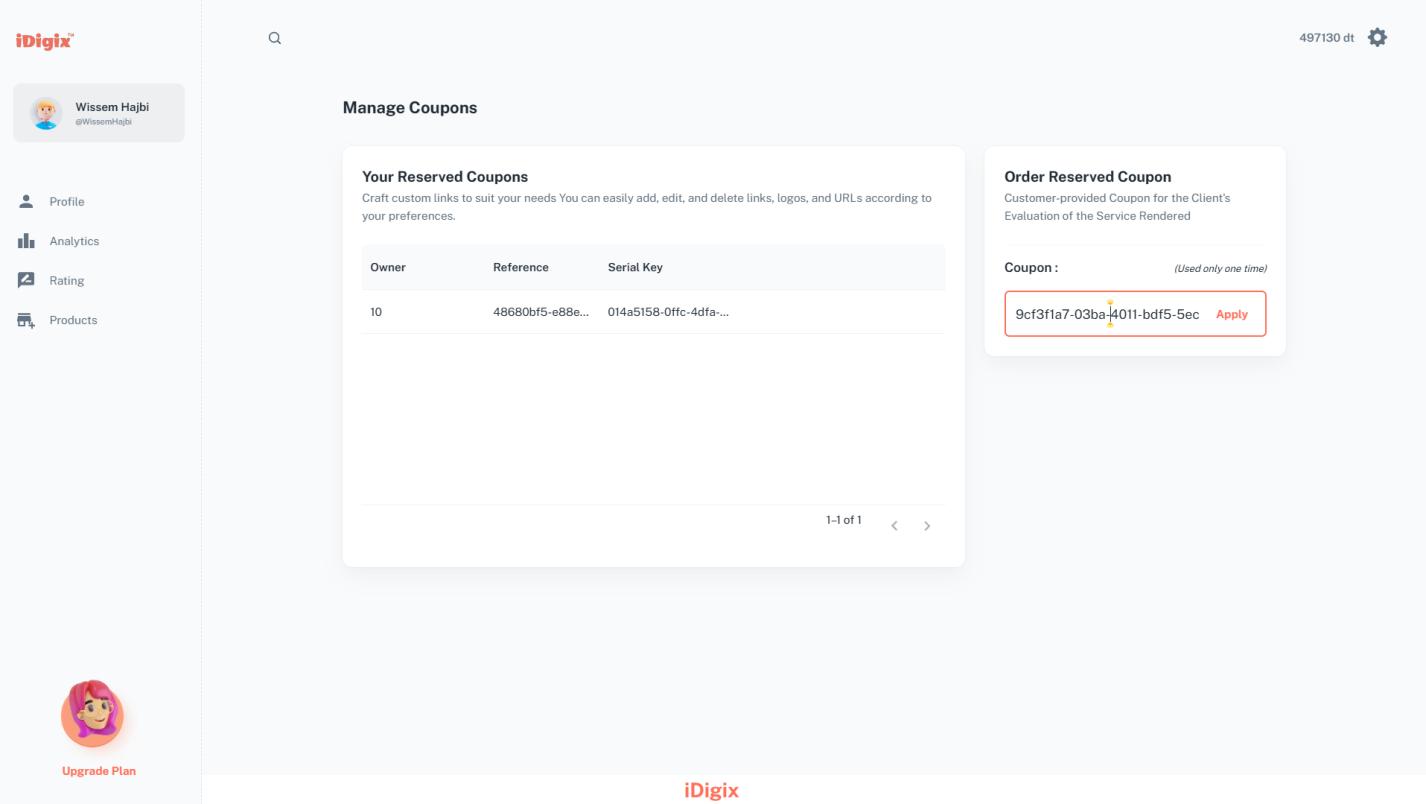 iDigix™
497130 dt
Wissem Hajbi
@WissemHajbi
Profile
Analytics
Rating
Products
Upgrade Plan
Manage Coupons
Your Reserved Coupons
Craft custom links to suit your needs You can easily add, edit, and delete links, logos, and URLs according to
your preferences.
Owner Reference Serial Key
10 48680bf5-e88e... 014a5158-0ffc-4dfa-...
1–1 of 1
Order Reserved Coupon
Customer-provided Coupon for the Client's
Evaluation of the Service Rendered
Coupon : (Used only one time)
9cf3f1a7-03ba-4011-bdf5-5ec Apply
iDigix